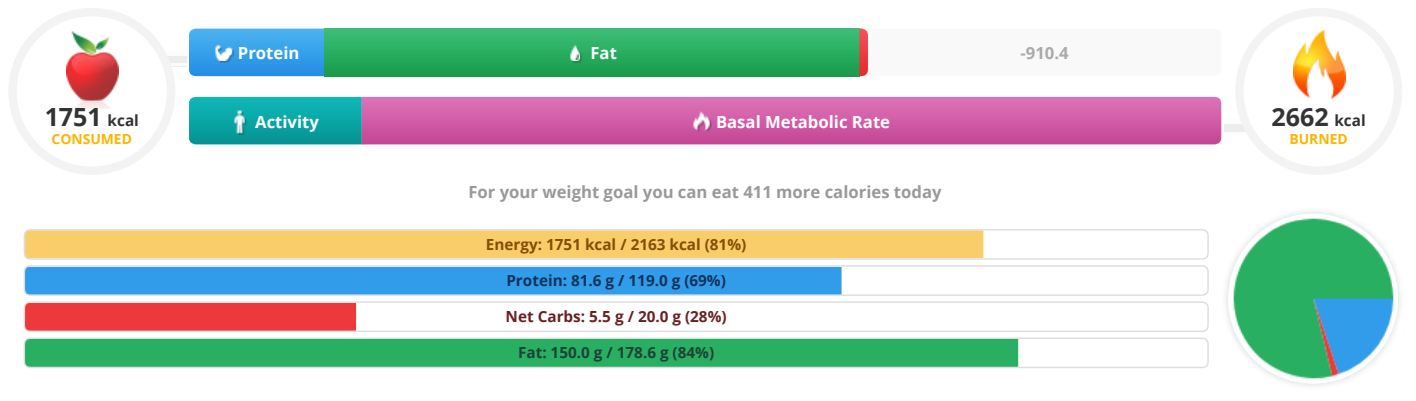 1751 kcal
CONSUMED
Protein
Fat
-910.4
Activity
Basal Metabolic Rate
2662 kcal
BURNED
For your weight goal you can eat 411 more calories today
Energy: 1751 kcal / 2163 kcal (81%)
Protein: 81.6 g / 119.0 g (69%)
Net Carbs: 5.5 g / 20.0 g (28%)
Fat: 150.0 g / 178.6 g (84%)